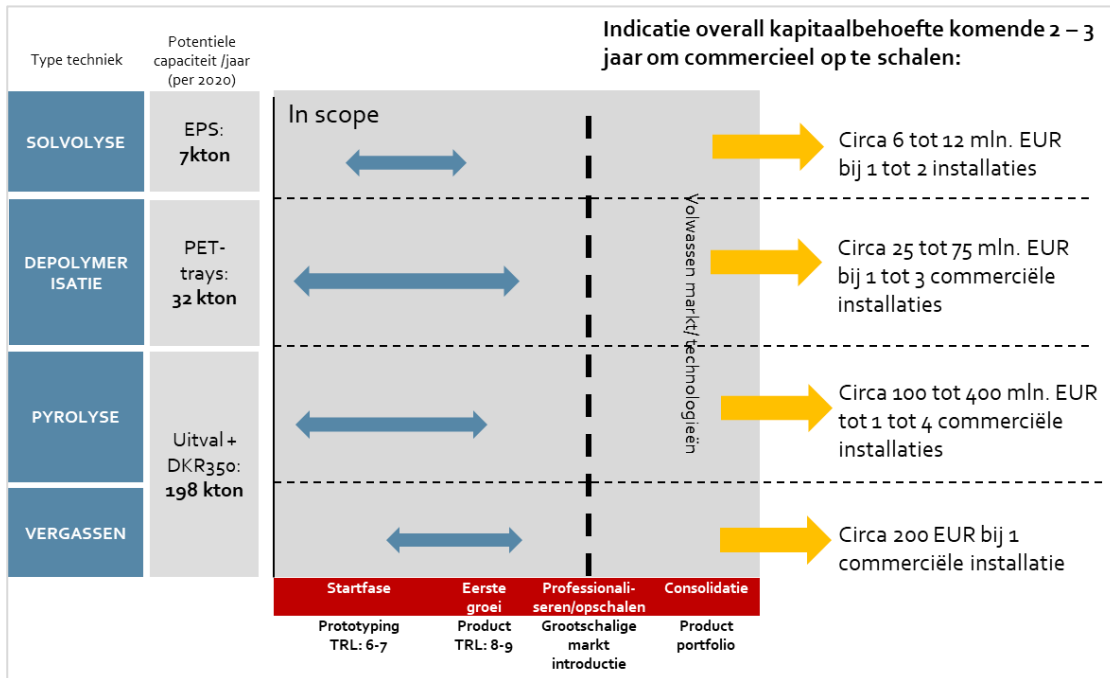 Indicatie overall kapitaalbehoefte komende 2 – 3
jaar om commercieel op te schalen:
Type techniek
Potentiele
capaciteit /jaar
(per 2020)
In scope
SOLVOLYSE
EPS:
7kton
Circa 6 tot 12 mln. EUR
bij 1 tot 2 installaties
DEPOLYMER
ISATIE
PET-
trays:
32 kton
Circa 25 tot 75 mln. EUR
bij 1 tot 3 commerciële
installaties
Volwassen markt/technologieën
PYROLYSE
Uitval +
DKR350:
198 kton
Circa 100 tot 400 mln. EUR
tot 1 tot 4 commerciële
installaties
VERGASSEN
Circa 200 EUR bij 1
commerciële installatie
Startfase
Eerste
groei
Professionali-
seren/opschalen
Consolidatie
Prototyping
TRL: 6-7
Product
TRL: 8-9
Grootschalige
markt
introductie
Product
portfolio